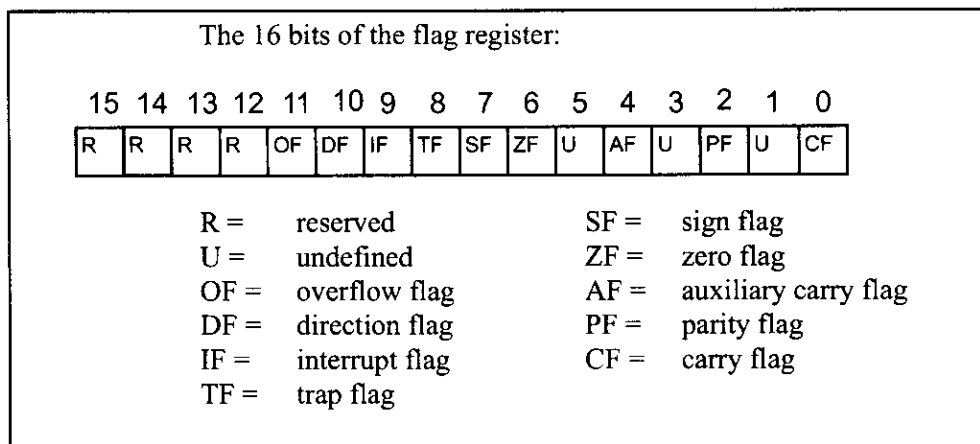 The 16 bits of the flag register:
15 14 13 12 11 10 9 8 7 6 5 4 3 2 1 0
R R R R OF DF IF TF SF ZF U AF U PF U CF
R = reserved SF = sign flag
U = undefined ZF = zero flag
OF = overflow flag AF = auxiliary carry flag
DF = direction flag PF = parity flag
IF = interrupt flag CF = carry flag
TF = trap flag